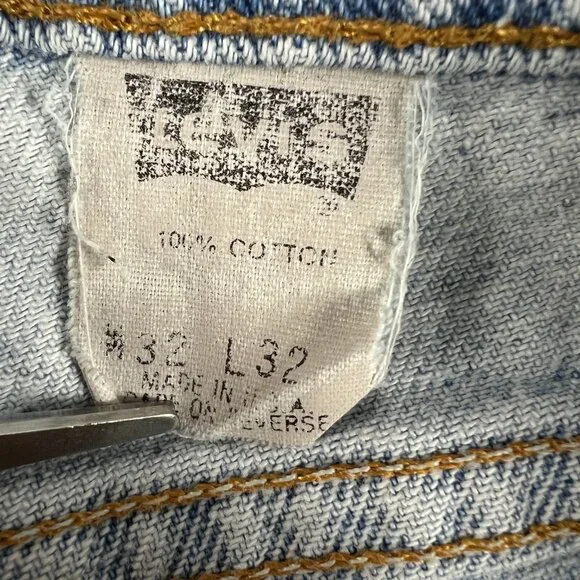 LEVI'S
®
100% COTTON
W32 L32
MADE IN U.S.A.
CARE ON REVERSE